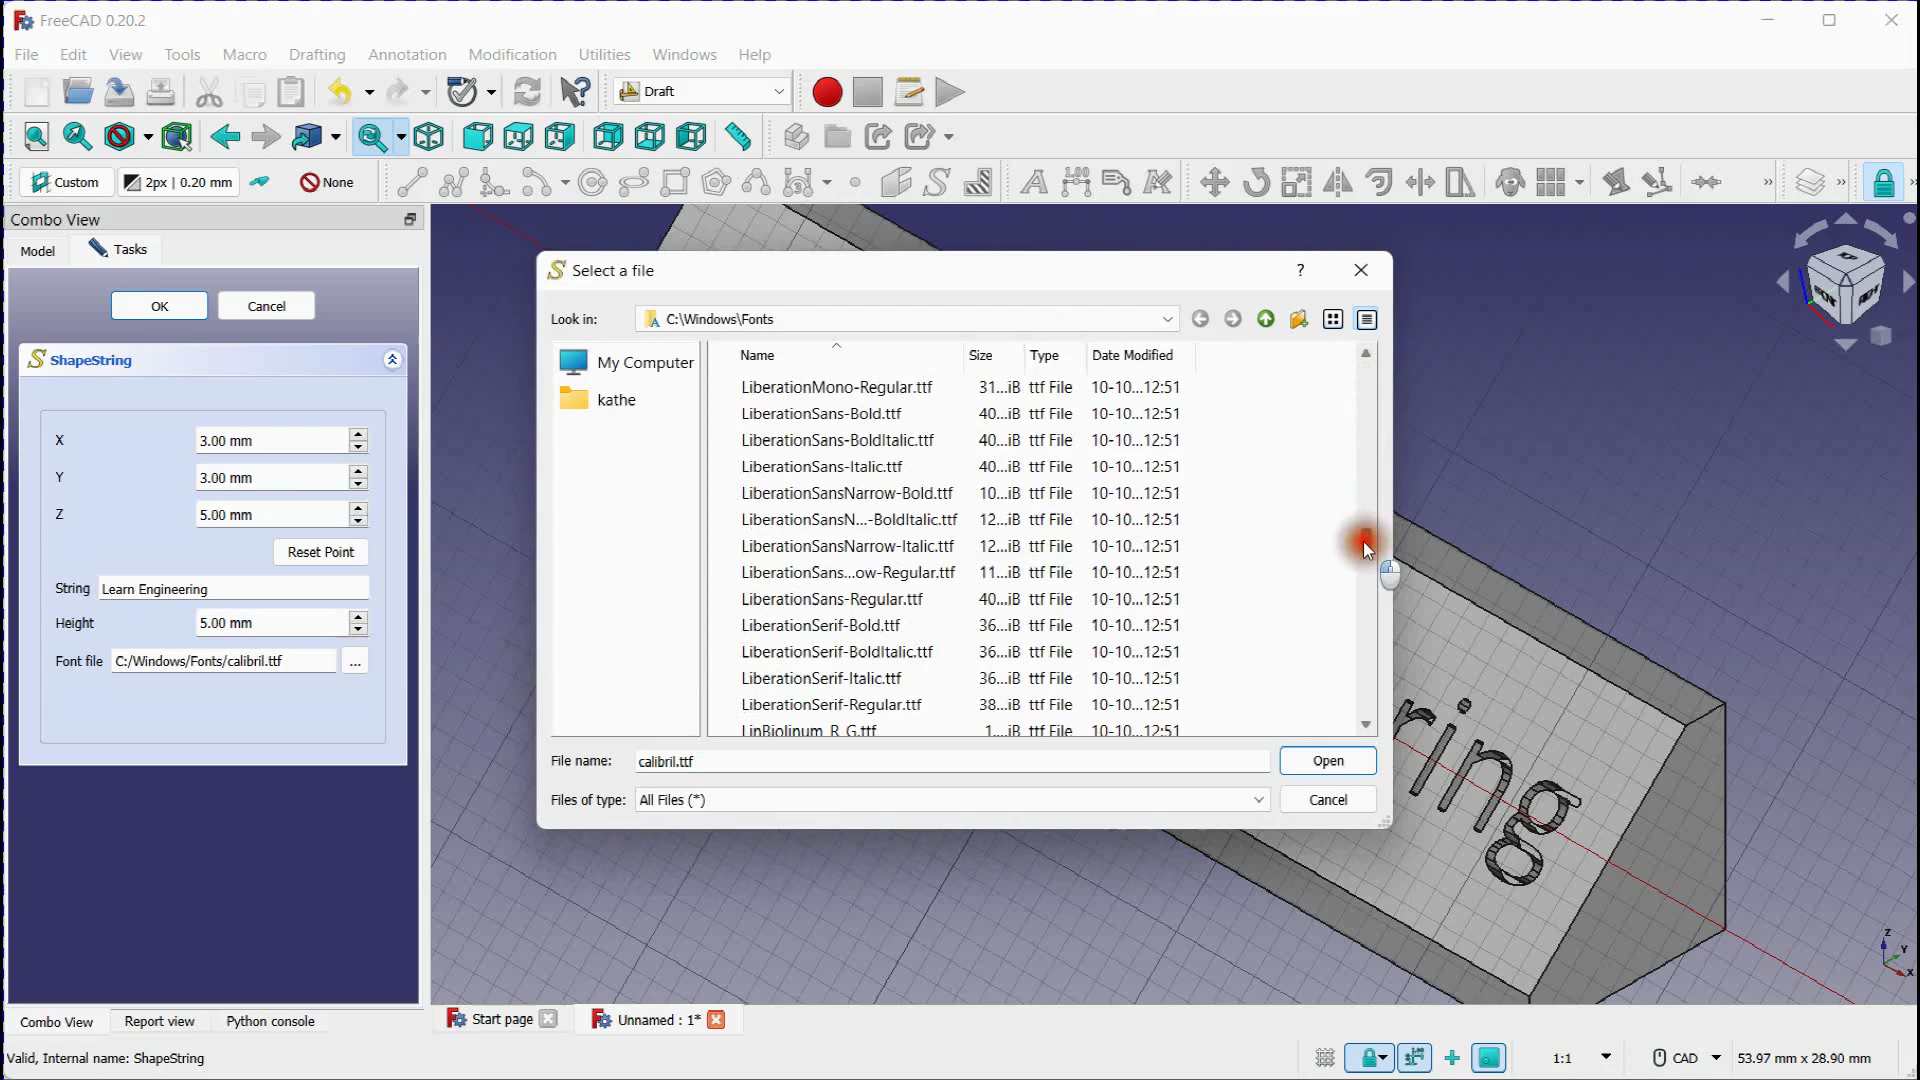 FreeCAD 0.20.2
File Edit View Tools Macro Drafting Annotation Modification Utilities Windows Help
Draft
Custom 2px | 0.20 mm None
Combo View
Model Tasks
OK Cancel
ShapeString
X 3.00 mm
Y 3.00 mm
Z 5.00 mm
Reset Point
String Learn Engineering
Height 5.00 mm
Font file C:/Windows/Fonts/calibril.ttf ...
Select a file
Look in: C:\Windows\Fonts
My Computer
kathe
Name Size Type Date Modified
LiberationMono-Regular.ttf 31...iB ttf File 10-10...12:51
LiberationSans-Bold.ttf 40...iB ttf File 10-10...12:51
LiberationSans-BoldItalic.ttf 40...iB ttf File 10-10...12:51
LiberationSans-Italic.ttf 40...iB ttf File 10-10...12:51
LiberationSansNarrow-Bold.ttf 10...iB ttf File 10-10...12:51
LiberationSansN...-BoldItalic.ttf 12...iB ttf File 10-10...12:51
LiberationSansNarrow-Italic.ttf 12...iB ttf File 10-10...12:51
LiberationSans...ow-Regular.ttf 11...iB ttf File 10-10...12:51
LiberationSans-Regular.ttf 40...iB ttf File 10-10...12:51
LiberationSerif-Bold.ttf 36...iB ttf File 10-10...12:51
LiberationSerif-BoldItalic.ttf 36...iB ttf File 10-10...12:51
LiberationSerif-Italic.ttf 36...iB ttf File 10-10...12:51
LiberationSerif-Regular.ttf 38...iB ttf File 10-10...12:51
LinBiolinum_R_G.ttf 1....iB ttf File 10-10...12:51
File name: calibril.ttf Open
Files of type: All Files (*) Cancel
ring
Z
Y
X
Combo View Report view Python console
Start page Unnamed : 1*
Valid, Internal name: ShapeString
1:1 CAD 53.97 mm x 28.90 mm